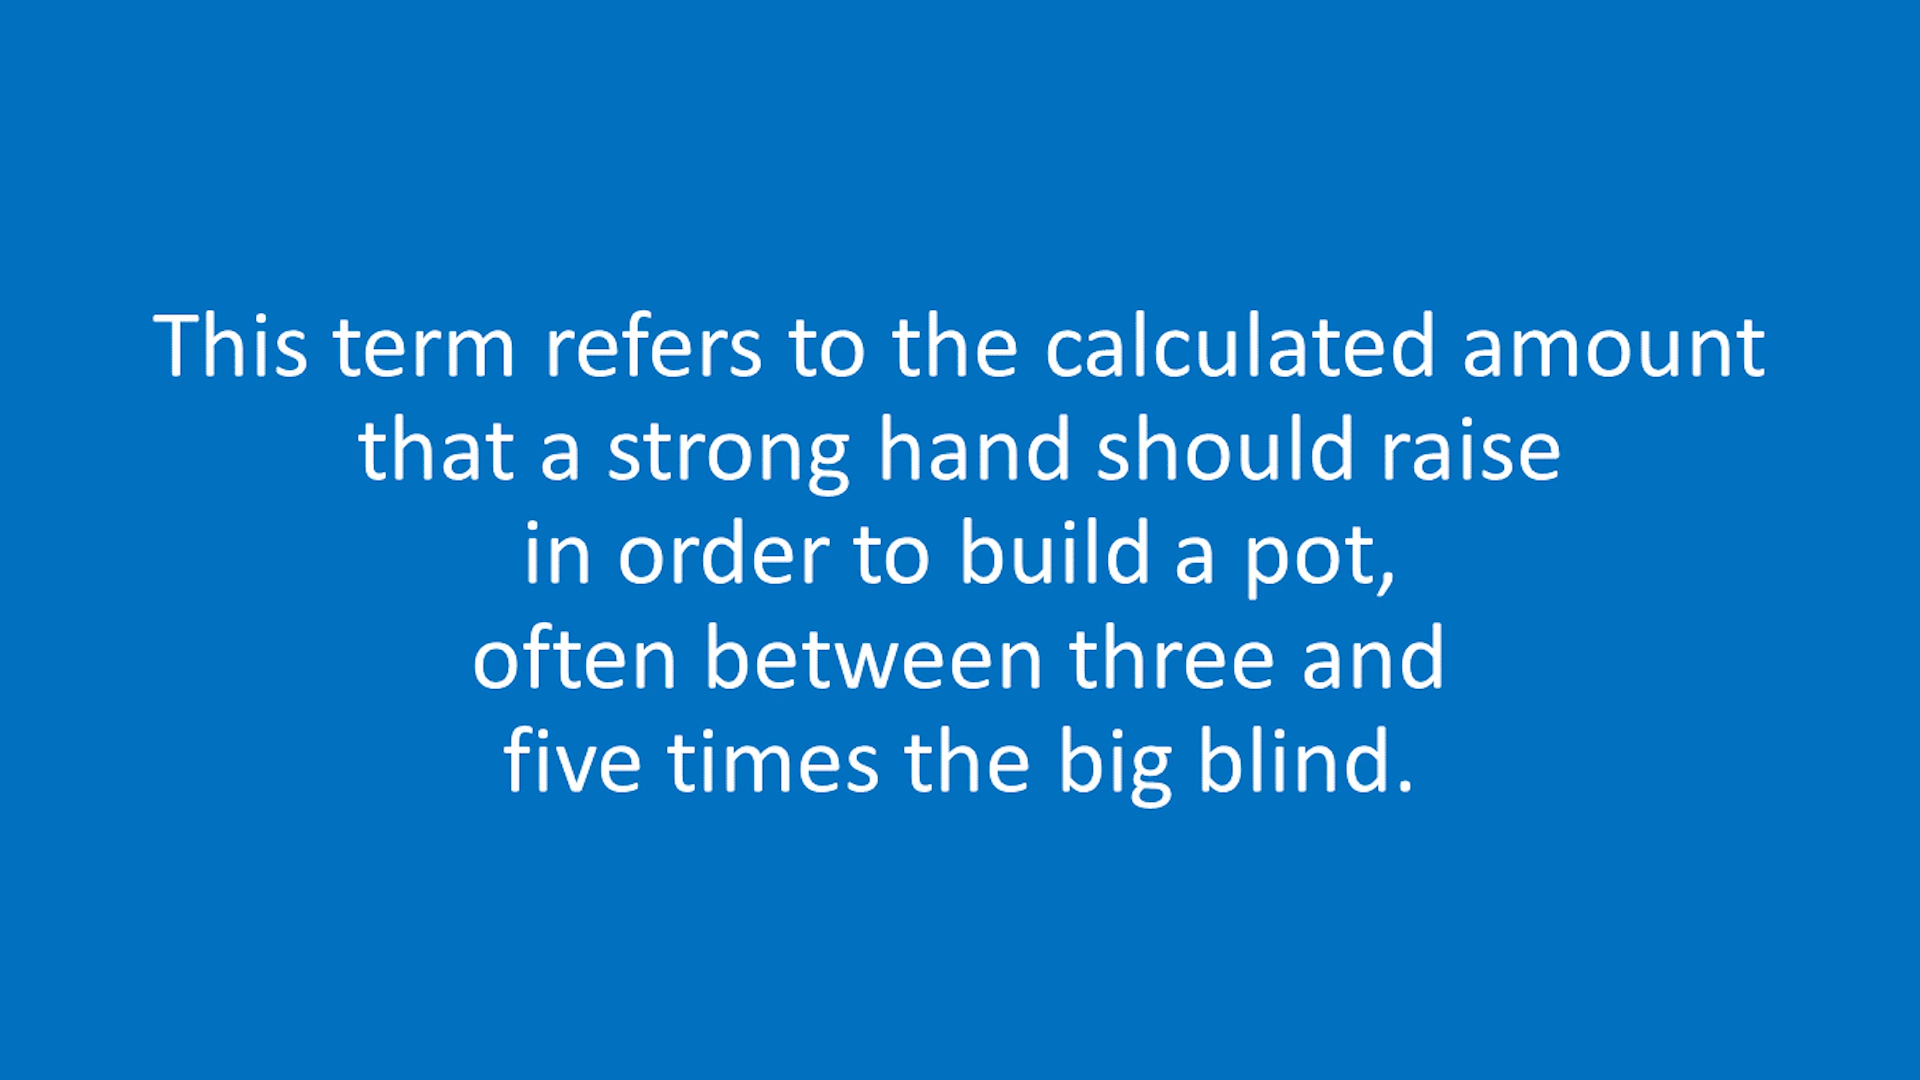 This term refers to the calculated amount
that a strong hand should raise
in order to build a pot,
often between three and
five times the big blind.